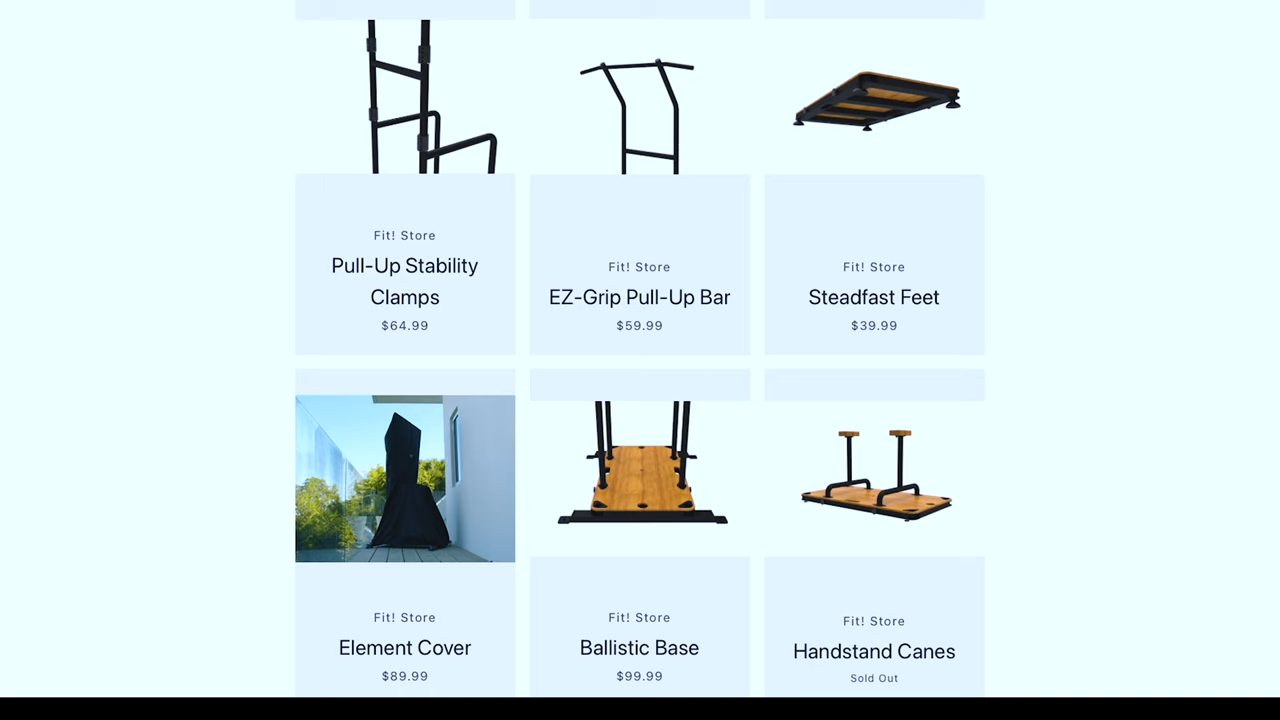 Fit! Store
Pull-Up Stability
Clamps
$64.99
Fit! Store
EZ-Grip Pull-Up Bar
$59.99
Fit! Store
Steadfast Feet
$39.99
Fit! Store
Element Cover
$89.99
Fit! Store
Ballistic Base
$99.99
Fit! Store
Handstand Canes
Sold Out